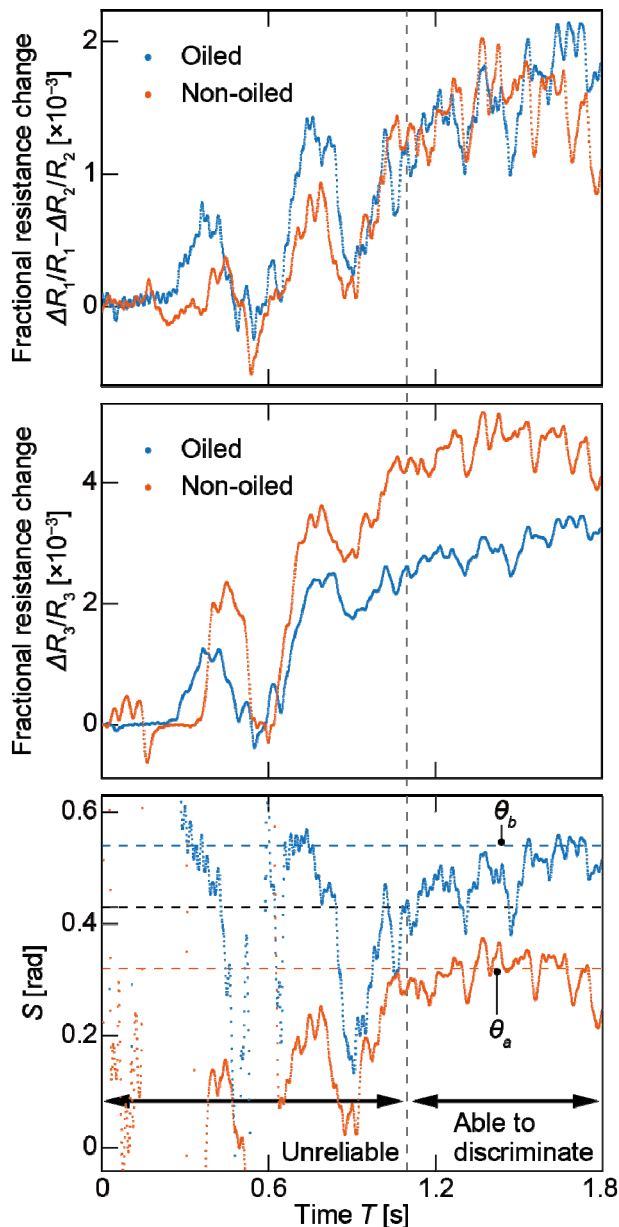 Fractional resistance change
ΔR₁/R₁−ΔR₂/R₂ [×10⁻³]
2
1
0
Oiled
Non-oiled
Fractional resistance change
ΔR₃/R₃ [×10⁻³]
4
2
0
Oiled
Non-oiled
S [rad]
0.6
0.4
0.2
0
θb
θa
Unreliable
Able to
discriminate
0
0.6
1.2
1.8
Time T [s]